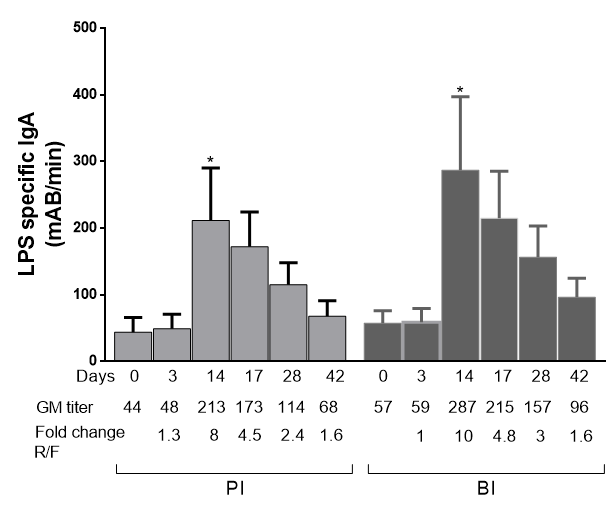 500
400
300
200
100
0
LPS specific IgA
(mAB/min)
*
*
Days 0 3 14 17 28 42 0 3 14 17 28 42
GM titer 44 48 213 173 114 68 57 59 287 215 157 96
Fold change 1.3 8 4.5 2.4 1.6 1 10 4.8 3 1.6
R/F
PI BI